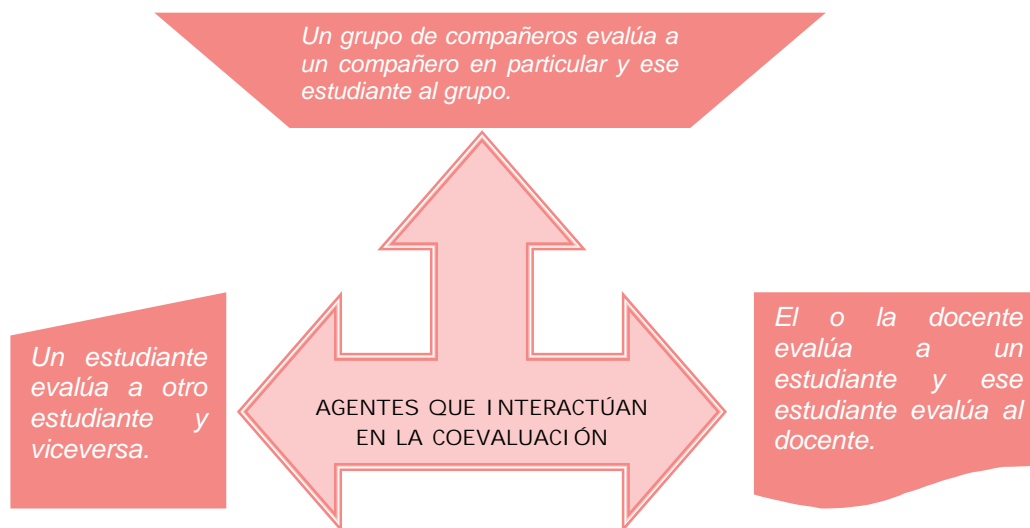 Un grupo de compañeros evalúa a
un compañero en particular y ese
estudiante al grupo.
Un estudiante
evalúa a otro
estudiante y
viceversa.
AGENTES QUE INTERACTÚAN
EN LA COEVALUACIÓN
El o la docente
evalúa a un
estudiante y ese
estudiante evalúa al
docente.